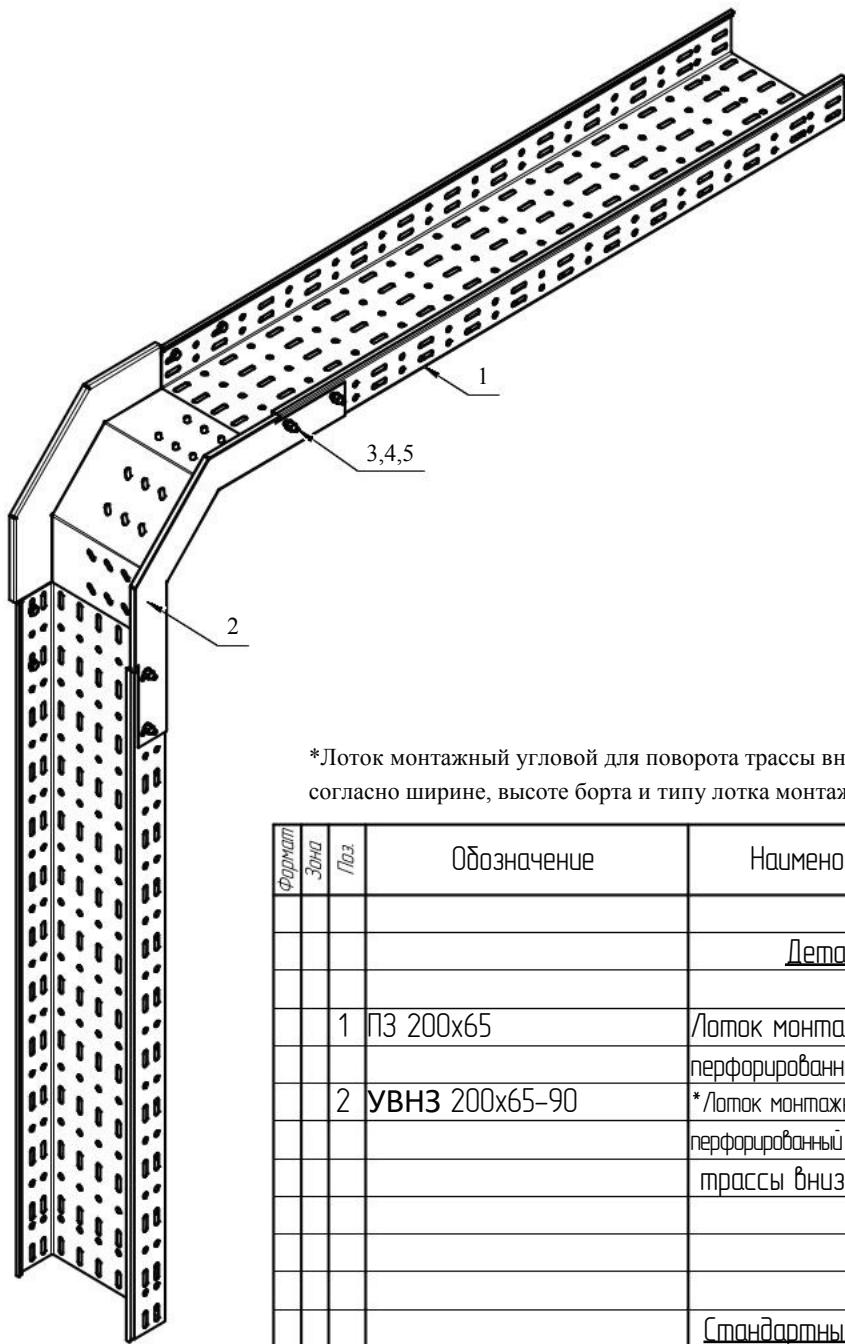 1
3,4,5
2
*Лоток монтажный угловой для поворота трассы вн
согласно ширине, высоте борта и типу лотка монтаж
Формат Зона Поз. Обозначение Наимено
Дета
1 ПЗ 200х65 Лоток монта
перфорированн
2 УВНЗ 200х65-90 *Лоток монтажн
перфорированный
трассы вниз
Стандартны